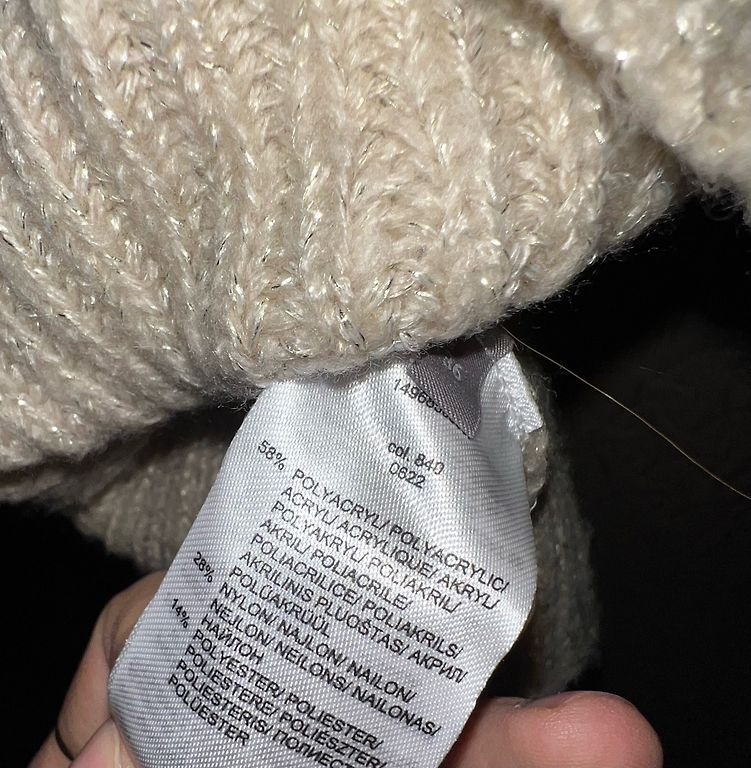 col. 840
0622
58% POLYACRYL/ POLYACRYLIC/
ACRYL/ ACRYLIQUE/ AKRYL/
POLYAKRYL/ POLIAKRIL/
AKRIL/ POLIACRILE/
POLIACRILICE/ POLIAKRILS/
AKRILINIS PLUOŠTAS/ АКРИЛ/
POLÜAKRÜÜL
28% NYLON/ NAJLON/ NAILON/
NEJLON/ NEILONS/ NAILONAS/
НАЙЛОН
14% POLYESTER/ POLIESTER/
POLIESTERE/ POLIÉSZTER/
POLIESTERIS/ ПОЛИЕСТ
POLÜESTER